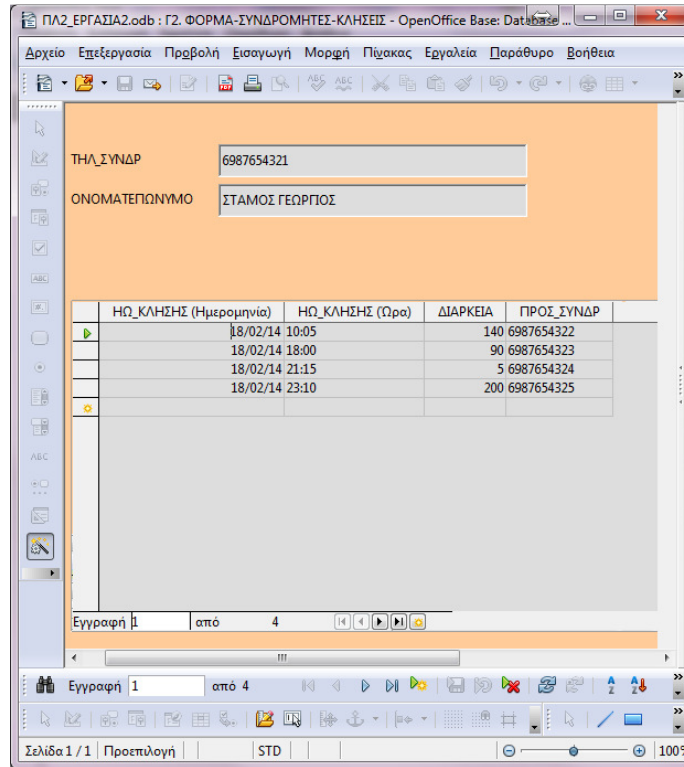 ΠΛ2_ΕΡΓΑΣΙΑ2.odb : Γ2. ΦΟΡΜΑ-ΣΥΝΔΡΟΜΗΤΕΣ-ΚΛΗΣΕΙΣ - OpenOffice Base: Database ...
Αρχείο Επεξεργασία Προβολή Εισαγωγή Μορφή Πίνακας Εργαλεία Παράθυρο Βοήθεια
ΤΗΛ_ΣΥΝΔΡ 6987654321
ΟΝΟΜΑΤΕΠΩΝΥΜΟ ΣΤΑΜΟΣ ΓΕΩΡΓΙΟΣ
ΗΩ_ΚΛΗΣΗΣ (Ημερομηνία) ΗΩ_ΚΛΗΣΗΣ (Ώρα) ΔΙΑΡΚΕΙΑ ΠΡΟΣ_ΣΥΝΔΡ
18/02/14 10:05 140 6987654322
18/02/14 18:00 90 6987654323
18/02/14 21:15 5 6987654324
18/02/14 23:10 200 6987654325
Εγγραφή 1 από 4
Εγγραφή 1 από 4
Σελίδα 1 / 1 Προεπιλογή STD 100%